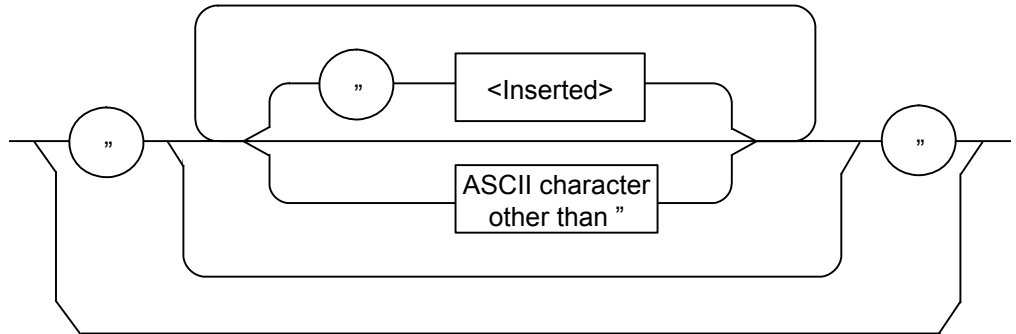 ”
<Inserted>
”
”
ASCII character
other than ”